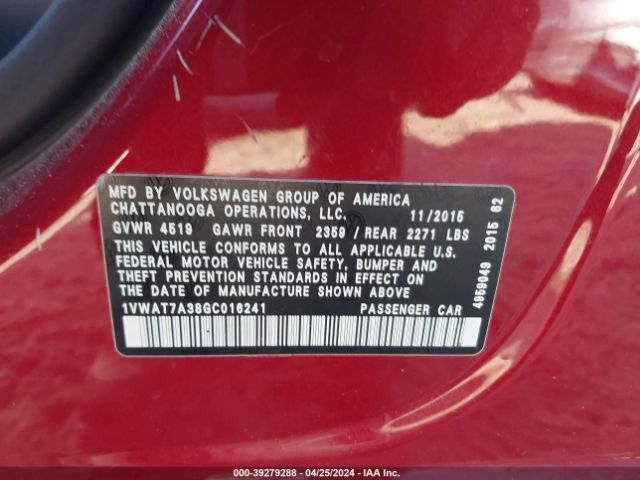 MFD BY VOLKSWAGEN GROUP OF AMERICA
CHATTANOOGA OPERATIONS, LLC. 11/2015
GVWR 4519 GAWR FRONT 2359 / REAR 2271 LBS
THIS VEHICLE CONFORMS TO ALL APPLICABLE U.S.
FEDERAL MOTOR VEHICLE SAFETY, BUMPER AND
THEFT PREVENTION STANDARDS IN EFFECT ON
THE DATE OF MANUFACTURE SHOWN ABOVE
1VWAT7A38GC016241 PASSENGER CAR
4959049 2015 62
000-39279288 - 04/25/2024 - IAA Inc.